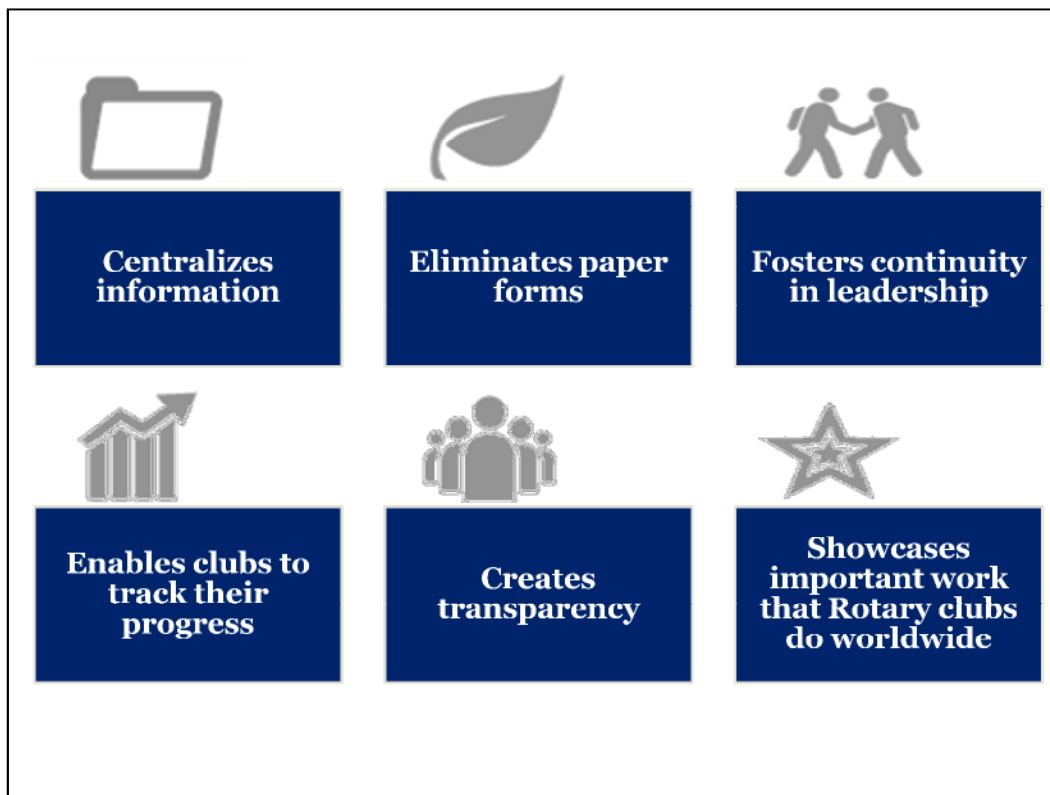 Centralizes
information
Eliminates paper
forms
Fosters continuity
in leadership
Enables clubs to
track their
progress
Creates
transparency
Showcases
important work
that Rotary clubs
do worldwide